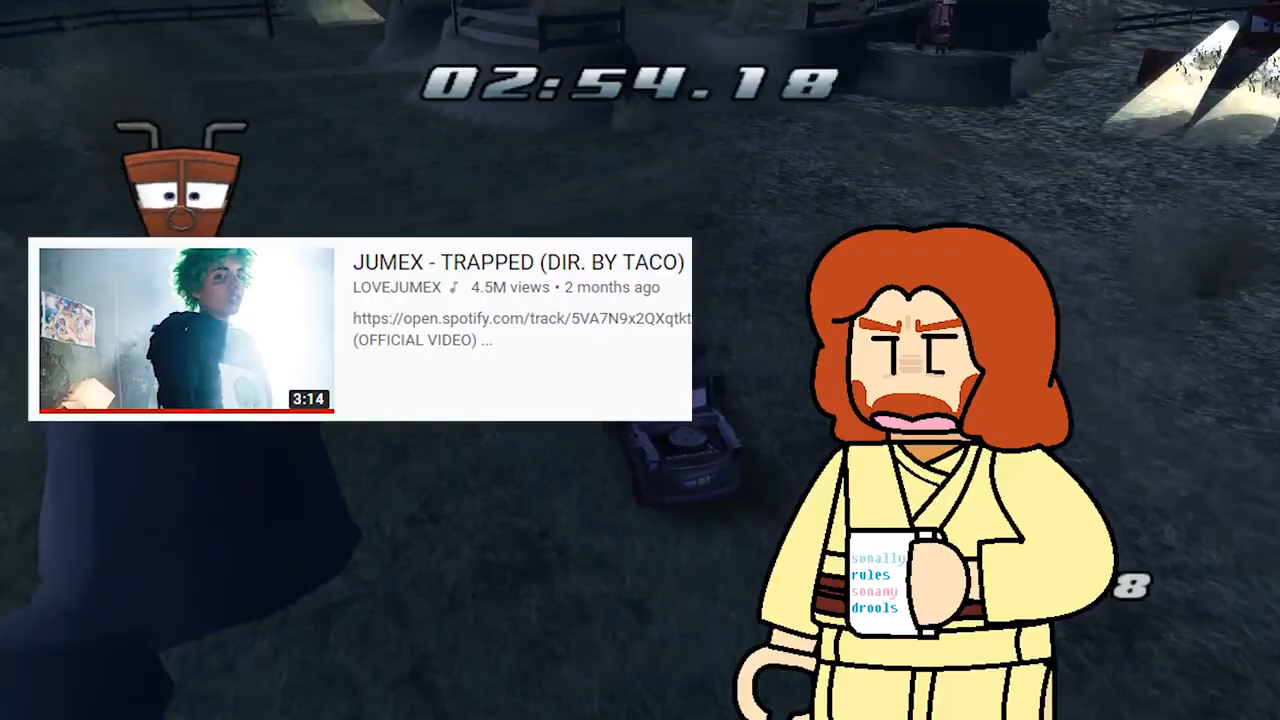 02:54.18
JUMEX - TRAPPED (DIR. BY TACO)
LOVEJUMEX ♪ 4.5M views • 2 months ago
https://open.spotify.com/track/5VA7N9x2QXqtkt
(OFFICIAL VIDEO) ...
3:14
sonally
rules
sonamy
drools
8